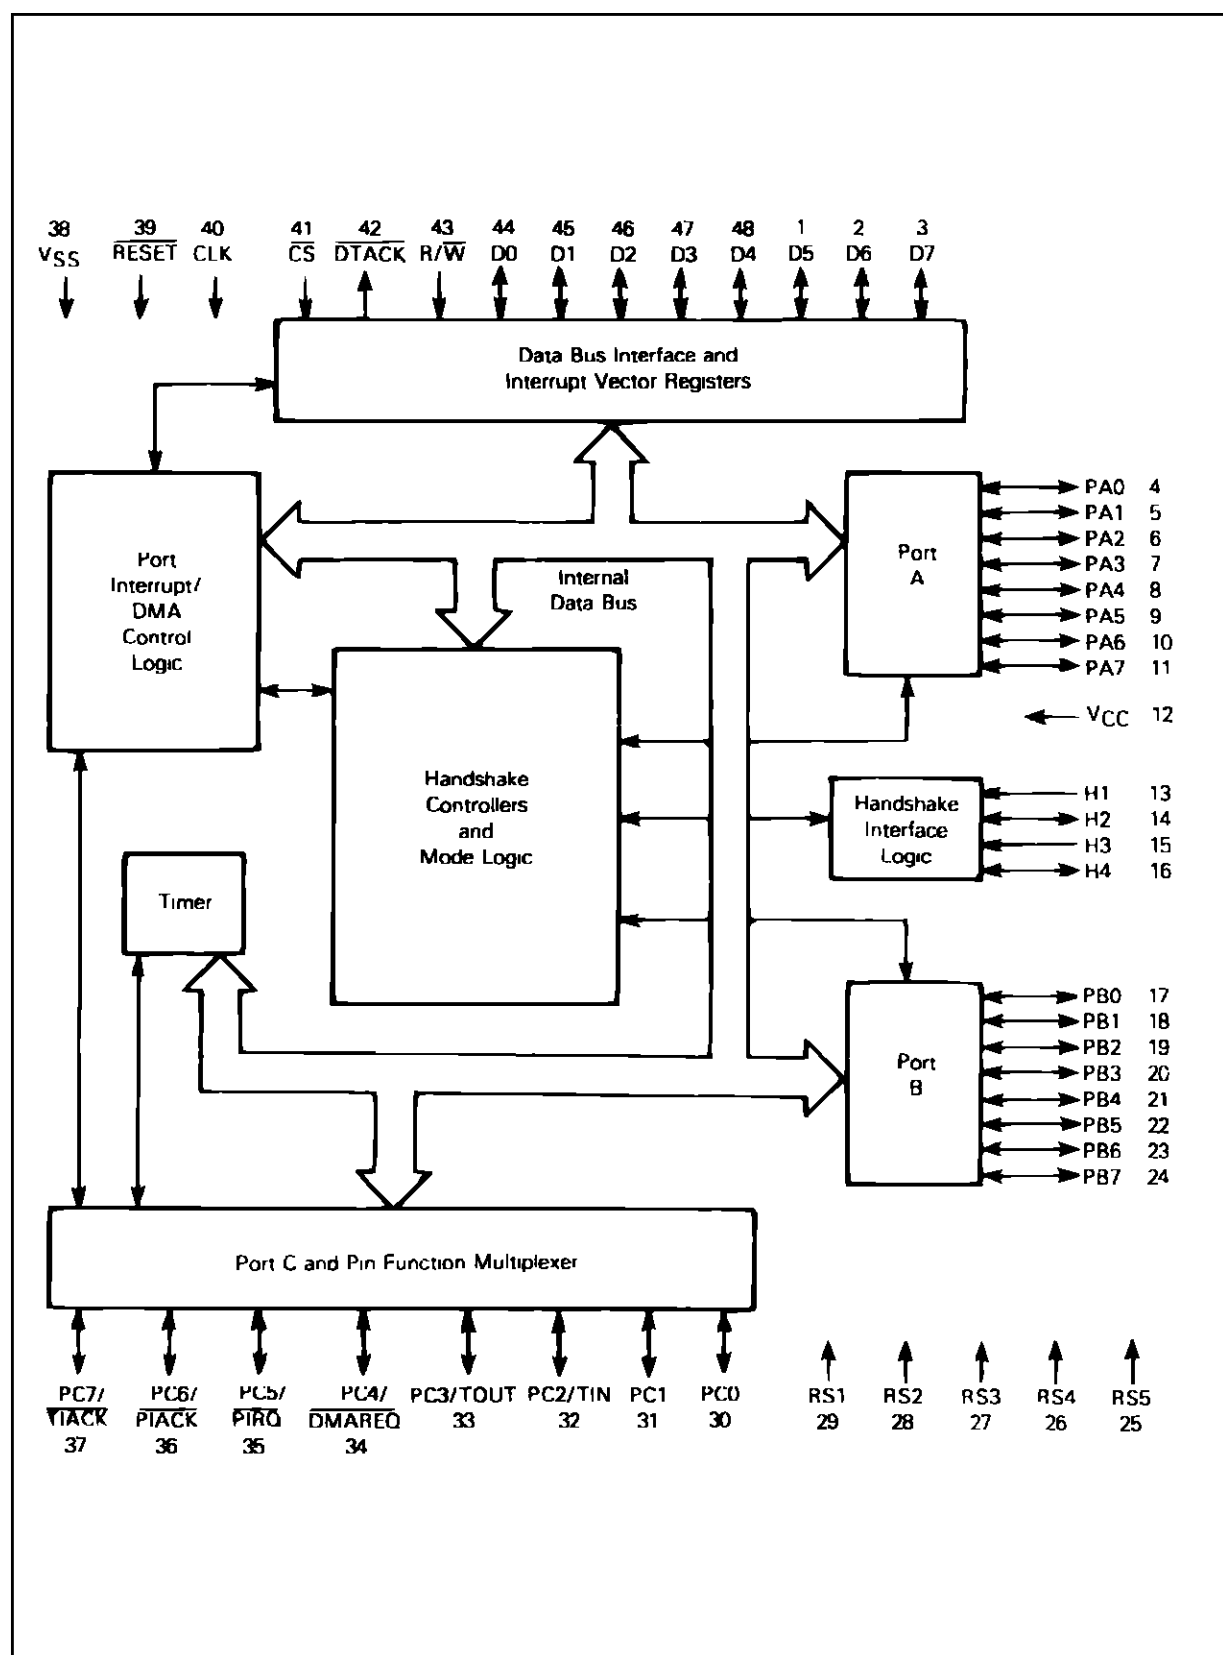 38 39 40 41 42 43 44 45 46 47 48 1 2 3
VSS RESET CLK CS DTACK R/W D0 D1 D2 D3 D4 D5 D6 D7
Data Bus Interface and
Interrupt Vector Registers
Port
Interrupt/
DMA
Control
Logic
Internal
Data Bus
Port
A
PA0 4
PA1 5
PA2 6
PA3 7
PA4 8
PA5 9
PA6 10
PA7 11
VCC 12
Handshake
Controllers
and
Mode Logic
Handshake
Interface
Logic
H1 13
H2 14
H3 15
H4 16
Timer
Port
B
PB0 17
PB1 18
PB2 19
PB3 20
PB4 21
PB5 22
PB6 23
PB7 24
Port C and Pin Function Multiplexer
PC7/ PC6/ PC5/ PC4/ PC3/TOUT PC2/TIN PC1 PC0 RS1 RS2 RS3 RS4 RS5
TIACK PIACK PIRQ DMAREQ 33 32 31 30 29 28 27 26 25
37 36 35 34